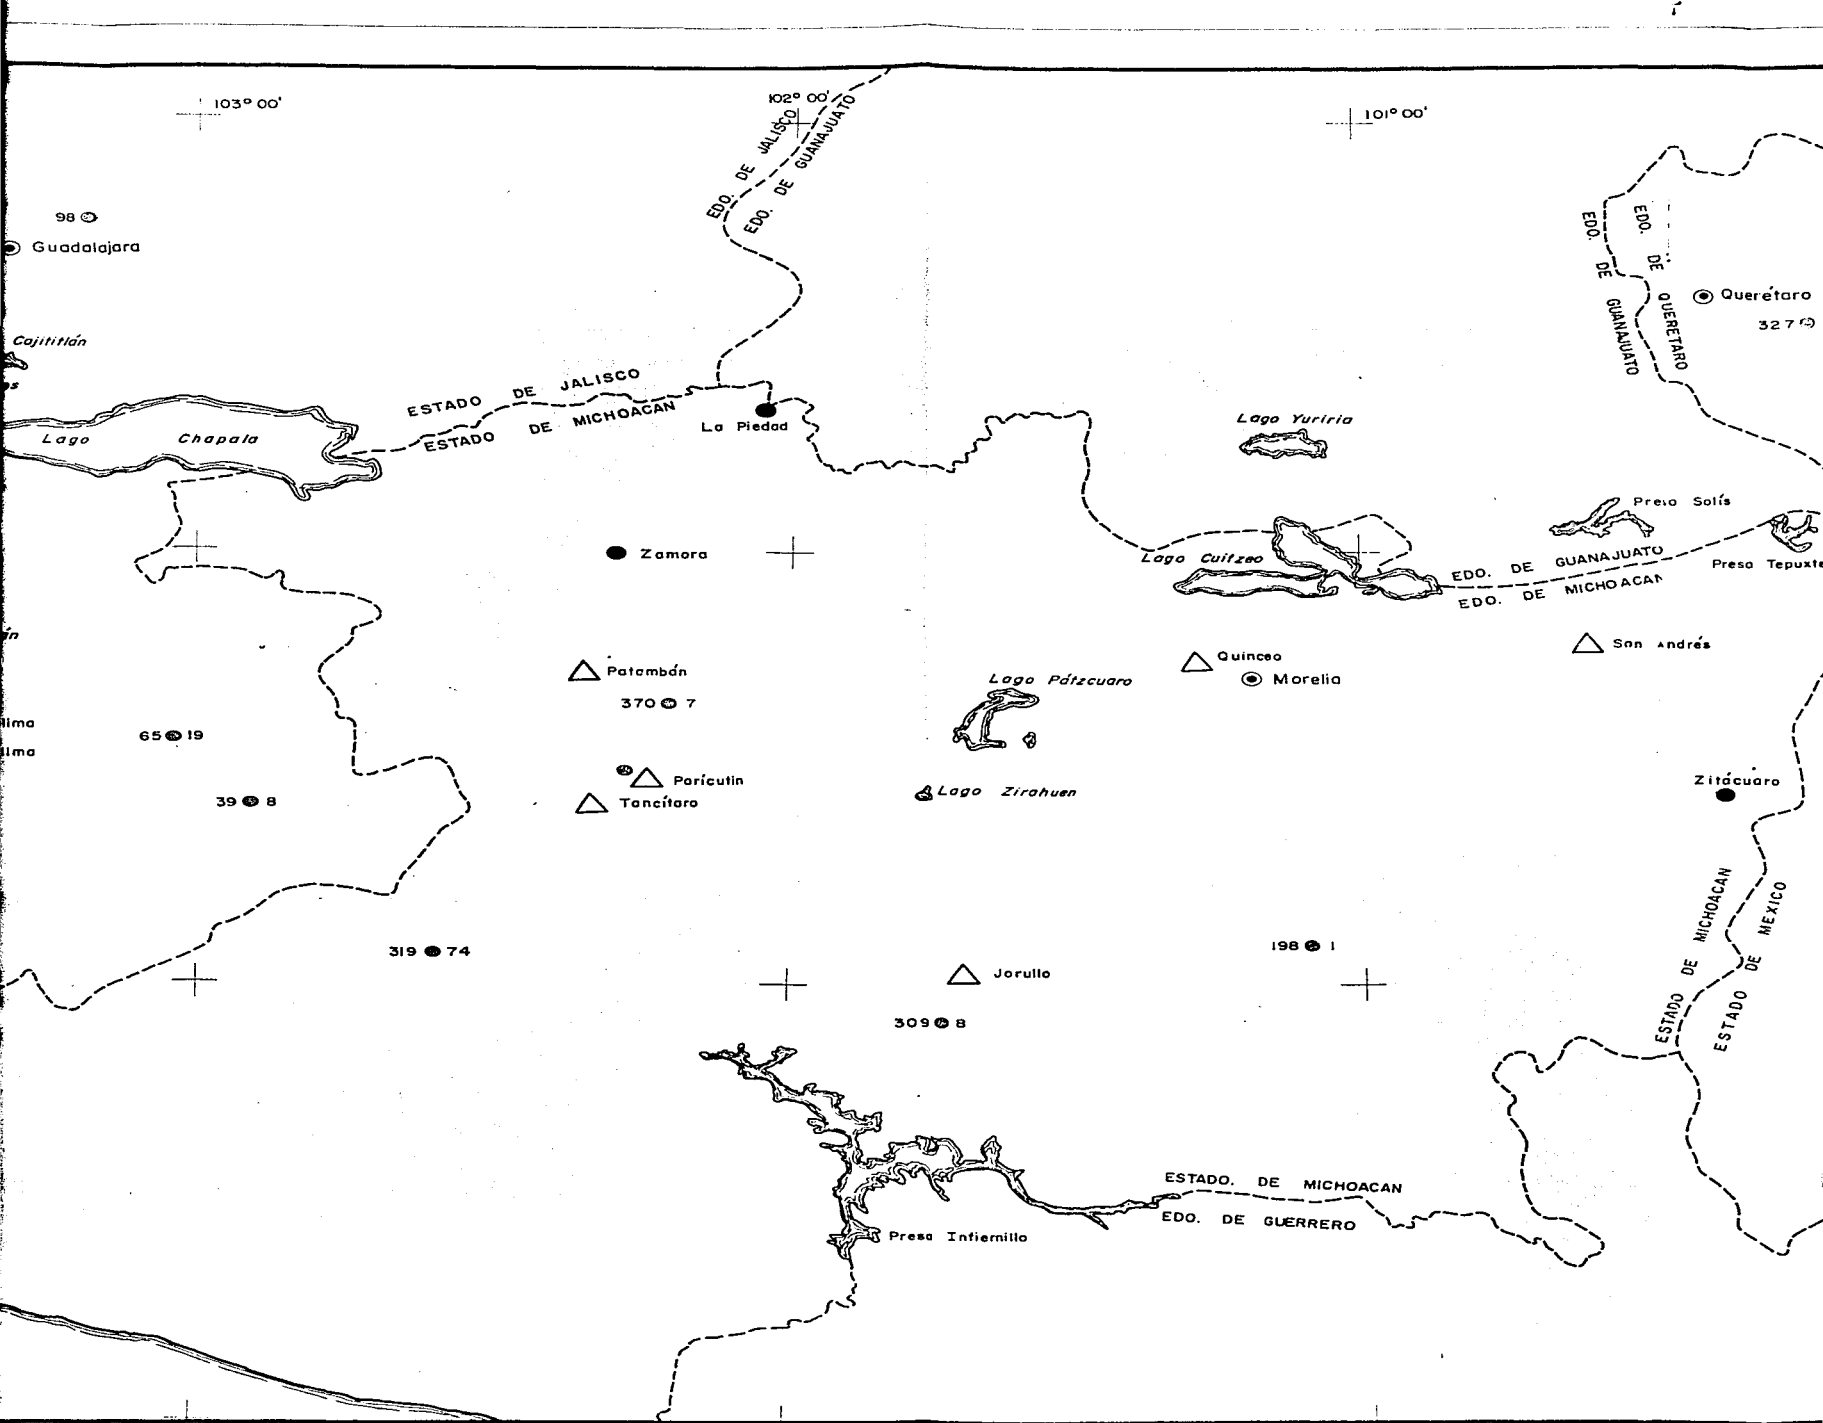 103° 00'
102° 00'
101° 00'
EDO. DE JALISCO
EDO. DE GUANAJUATO
98
Guadalajara
EDO. DE QUERETARO
EDO. DE GUANAJUATO
Querétaro
327
Cajititlán
ESTADO DE JALISCO
ESTADO DE MICHOACAN
La Piedad
Lago Chapala
Lago Yuriria
Presa Solís
Zamora
Lago Cuitzeo
EDO. DE GUANAJUATO
EDO. DE MICHOACAN
Presa
San Andrés
Quinceo
Morelia
Patambán
370 7
Lago Pátzcuaro
65 19
39 8
Parícutin
Tancítaro
Lago Zirahuen
Zitácuaro
319 74
Jorullo
198 1
309 8
ESTADO DE MICHOACAN
ESTADO DE MEXICO
ESTADO. DE MICHOACAN
EDO. DE GUERRERO
Presa Infiernillo